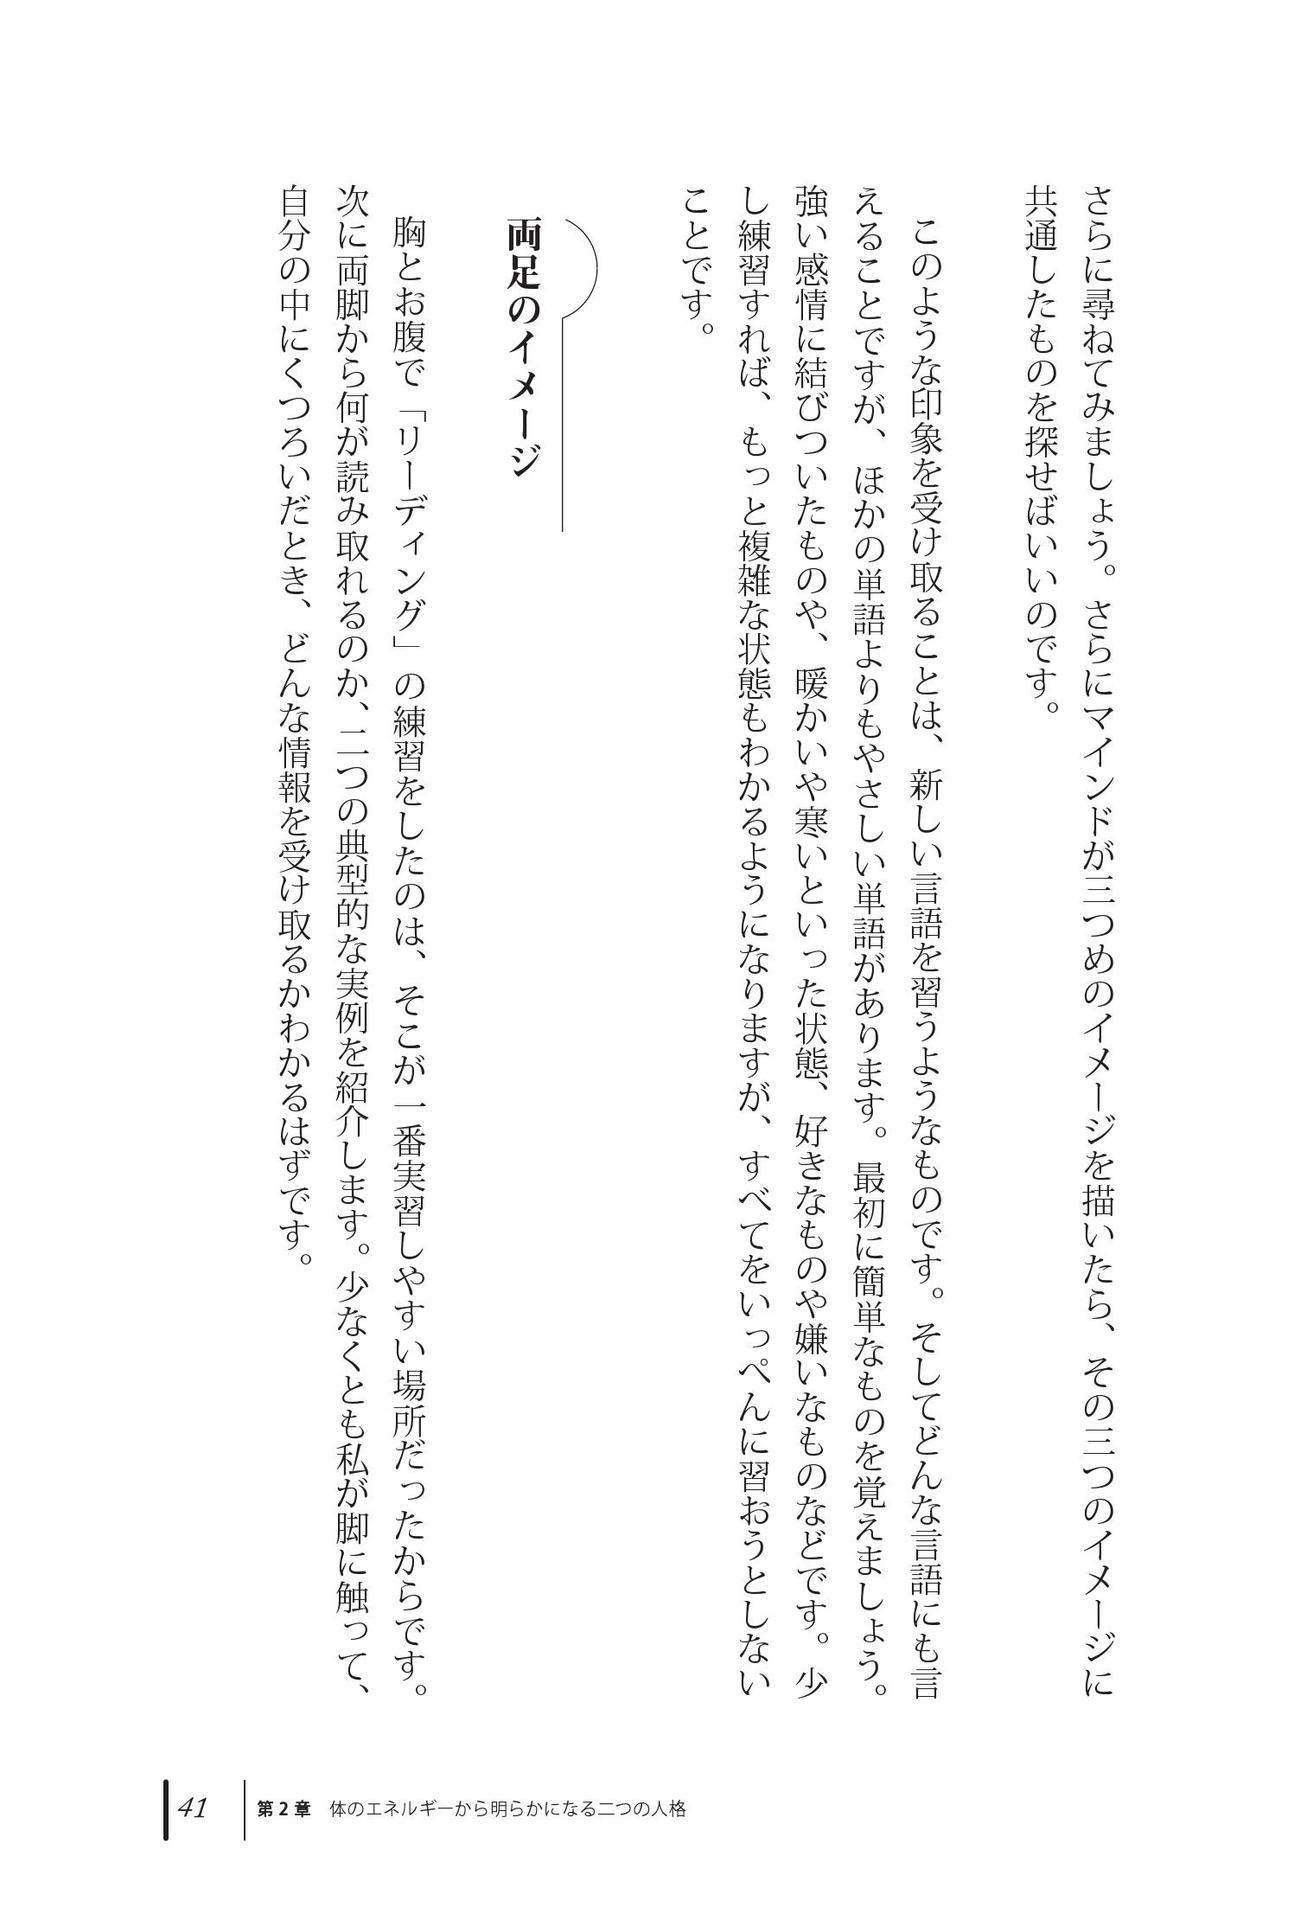 さらに尋ねてみましょう。さらにマインドが三つめのイメージを描いたら、その三つのイメージに
共通したものを探せばいいのです。
このような印象を受け取ることは、新しい言語を習うようなものです。そしてどんな言語にも言
えることですが、ほかの単語よりもやさしい単語があります。最初に簡単なものを覚えましょう。
強い感情に結びついたものや、暖かいや寒いといった状態、好きなものや嫌いなものなどです。少
し練習すれば、もっと複雑な状態もわかるようになりますが、すべてをいっぺんに習おうとしない
ことです。
両足のイメージ
胸とお腹で「リーディング」の練習をしたのは、そこが一番実習しやすい場所だったからです。
次に両脚から何が読み取れるのか、二つの典型的な実例を紹介します。少なくとも私が脚に触って、
自分の中にくつろいだとき、どんな情報を受け取るかわかるはずです。
41 第2章 体のエネルギーから明らかになる二つの人格